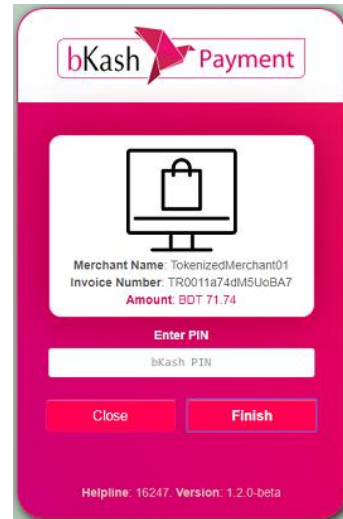 bKash Payment
Merchant Name: TokenizedMerchant01
Invoice Number: TR0011a74dM5UoBA7
Amount: BDT 71.74
Enter PIN
bKash PIN
Close Finish
Helpline: 16247. Version: 1.2.0-beta